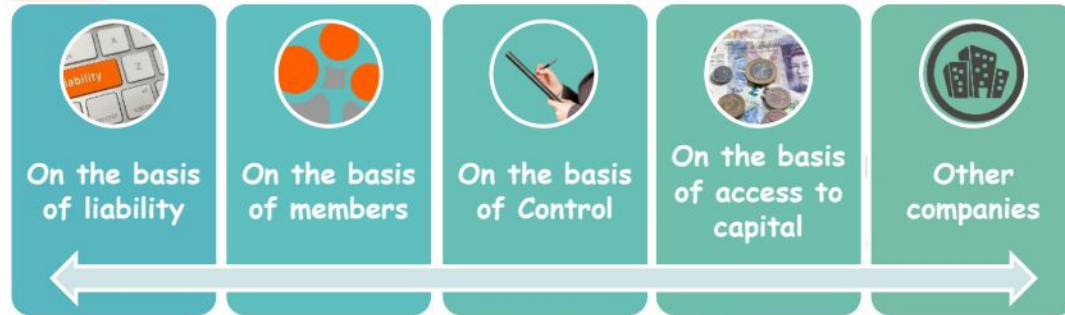 iability
On the basis
of liability
On the basis
of members
On the basis
of Control
On the basis
of access to
capital
Other
companies